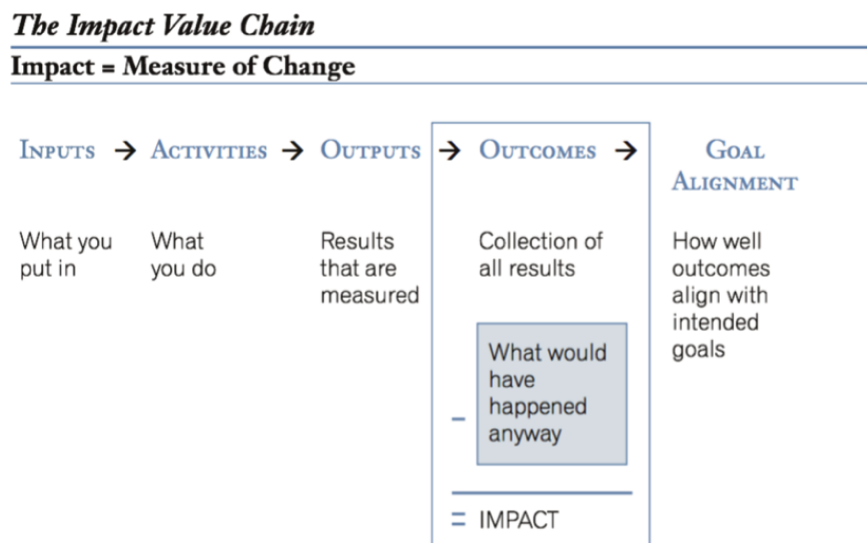 The Impact Value Chain
Impact = Measure of Change
INPUTS → ACTIVITIES → OUTPUTS → OUTCOMES → GOAL
ALIGNMENT
What you
put in
What
you do
Results
that are
measured
Collection of
all results
What would
have
happened
anyway
–
= IMPACT
How well
outcomes
align with
intended
goals